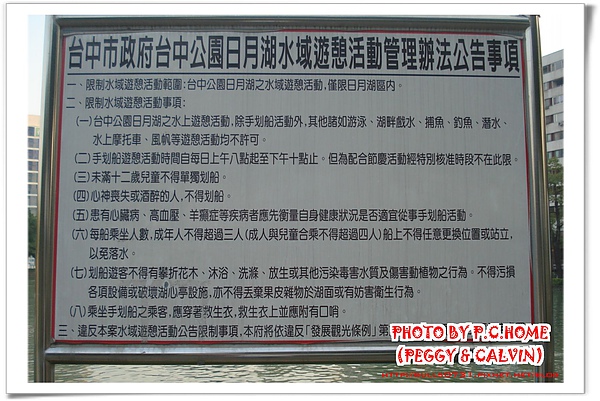 台中市政府台中公園日月湖水域遊憩活動管理辦法公告事項
一、限制水域遊憩活動範圍:台中公園日月湖之水域遊憩活動,僅限日月湖區內。
二、限制水域遊憩活動事項:
(一)台中公園日月湖之水上遊憩活動,除手划船活動外,其他諸如游泳、湖畔戲水、捕魚、釣魚、潛水、
水上摩托車、風帆等遊憩活動均不許可。
(二)手划船遊憩活動時間自每日上午八點起至下午十點止。但為配合節慶活動經特別核准時段不在此限。
(三)未滿十二歲兒童不得單獨划船。
(四)心神喪失或酒醉的人,不得划船。
(五)患有心臟病、高血壓、羊癲症等疾病者應先衡量自身健康狀況是否適宜從事手划船活動。
(六)每船乘坐人數,成年人不得超過三人(成人與兒童合乘不得超過四人)船上不得任意更換位置或站立,
以免落水。
(七)划船遊客不得有攀折花木、沐浴、洗滌、放生或其他污染毒害水質及傷害動植物之行為。不得污損
各項設備或破壞湖心亭設施,亦不得丟棄果皮雜物於湖面或有妨害衛生行為。
(八)乘坐手划船之乘客,應穿著救生衣,救生衣上並應附有口哨。
三、違反本案水域遊憩活動公告限制事項,本府將依違反「發展觀光條例」第
PHOTO BY P.C.HOME
(PEGGY & CALVIN)